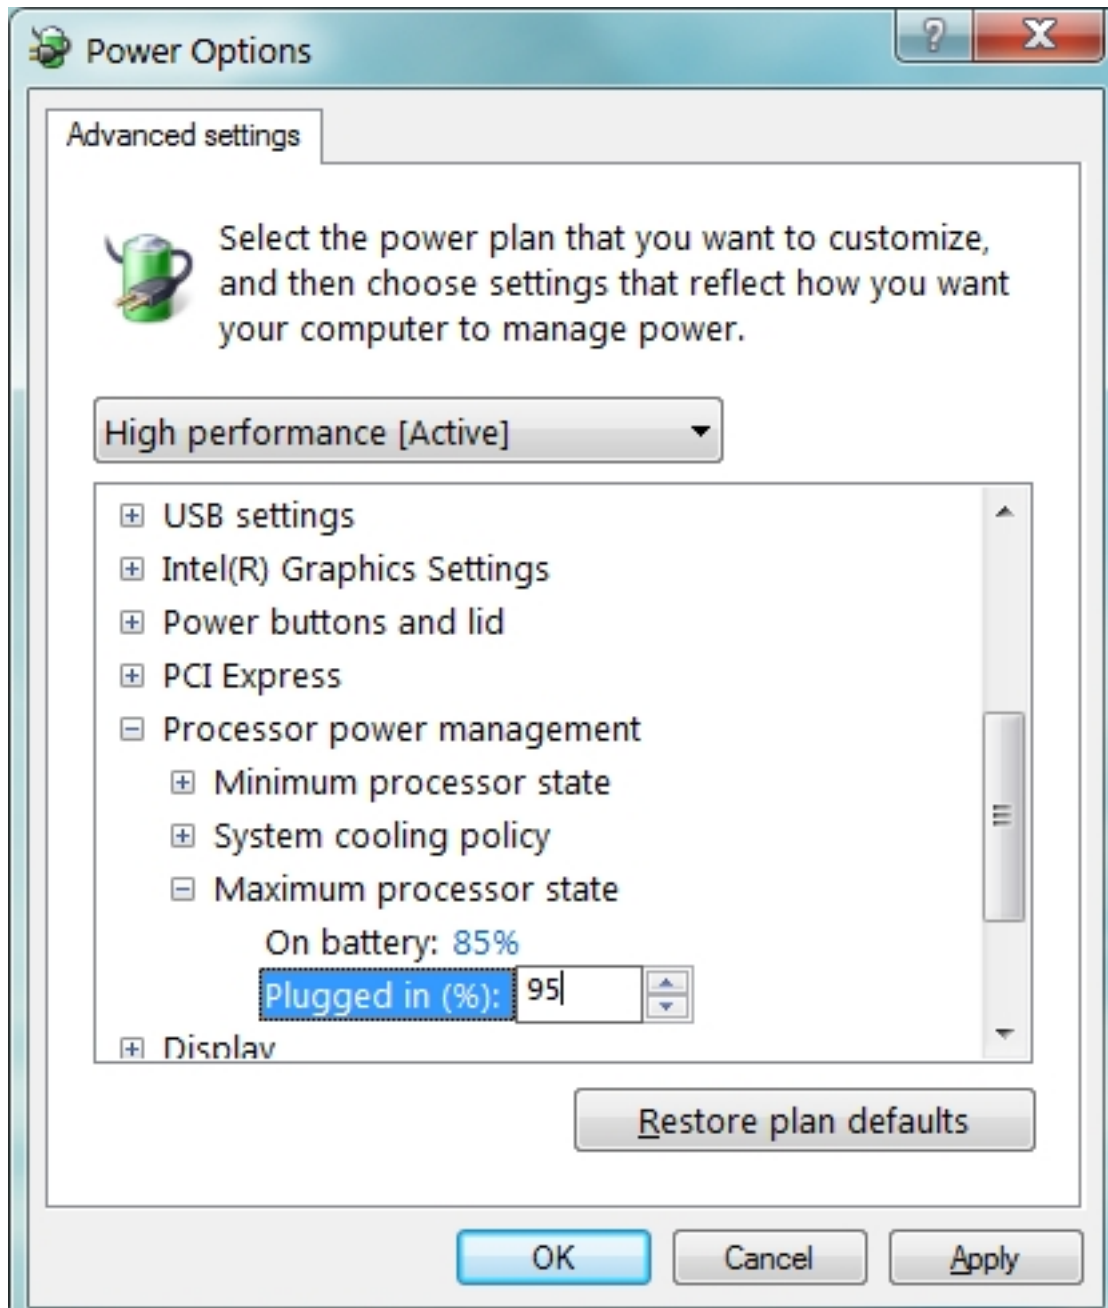 Power Options
Advanced settings
Select the power plan that you want to customize,
and then choose settings that reflect how you want
your computer to manage power.
High performance [Active]
USB settings
Intel(R) Graphics Settings
Power buttons and lid
PCI Express
Processor power management
Minimum processor state
System cooling policy
Maximum processor state
On battery: 85%
Plugged in (%): 95
Display
Restore plan defaults
OK Cancel Apply